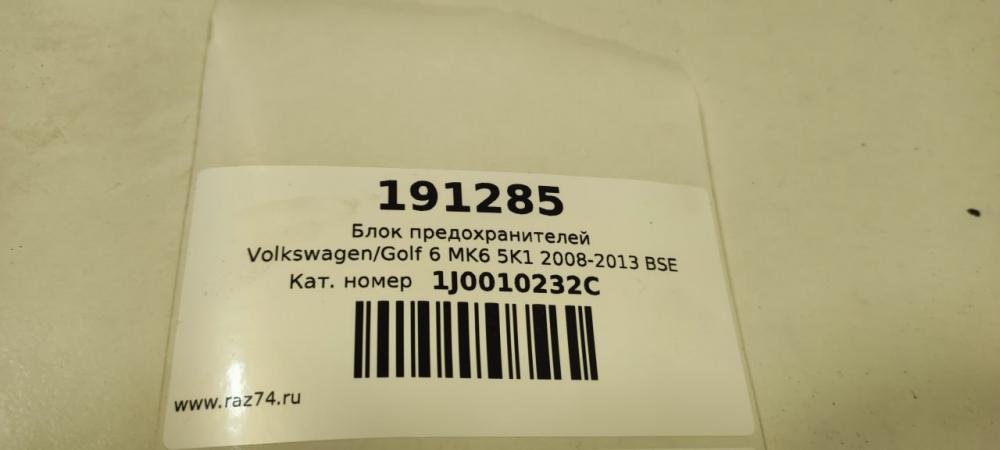 191285
Блок предохранителей
Volkswagen/Golf 6 MK6 5K1 2008-2013 BSE
Кат. номер 1J0010232C
www.raz74.ru